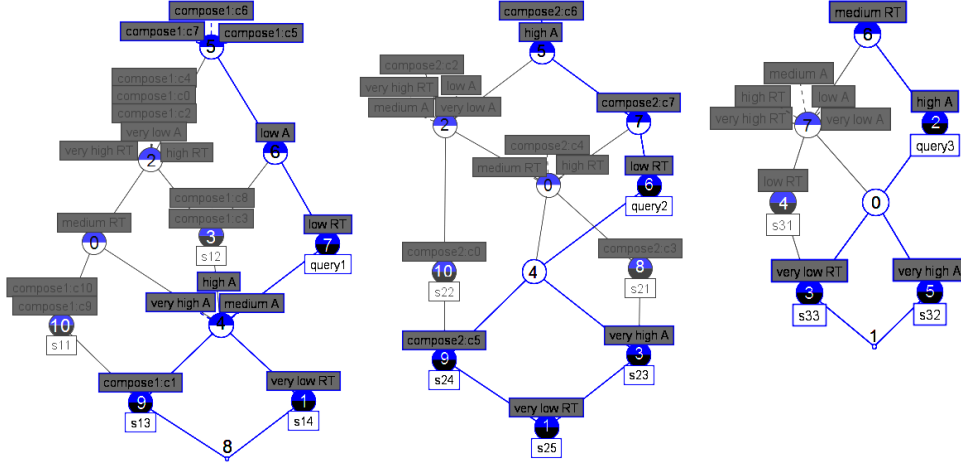 compose1:c6
compose1:c7
compose1:c5
5
compose1:c4
compose1:c0
compose1:c2
very low A
very high RT
high RT
2
low A
6
compose1:c8
compose1:c3
3
s12
medium RT
0
low RT
7
query1
compose1:c10
compose1:c9
10
s11
high A
very high A
medium A
4
compose1:c1
9
s13
very low RT
1
s14
8
compose2:c6
high A
5
compose2:c2
very high RT
low A
medium A
very low A
2
compose2:c7
7
compose2:c4
medium RT
high RT
0
low RT
6
query2
compose2:c0
10
s22
4
compose2:c3
8
s21
compose2:c5
9
s24
very high A
3
s23
very low RT
1
s25
medium RT
6
medium A
high RT
low A
very high RT
very low A
7
high A
2
query3
low RT
4
s31
0
very low RT
3
s33
very high A
5
s32
1